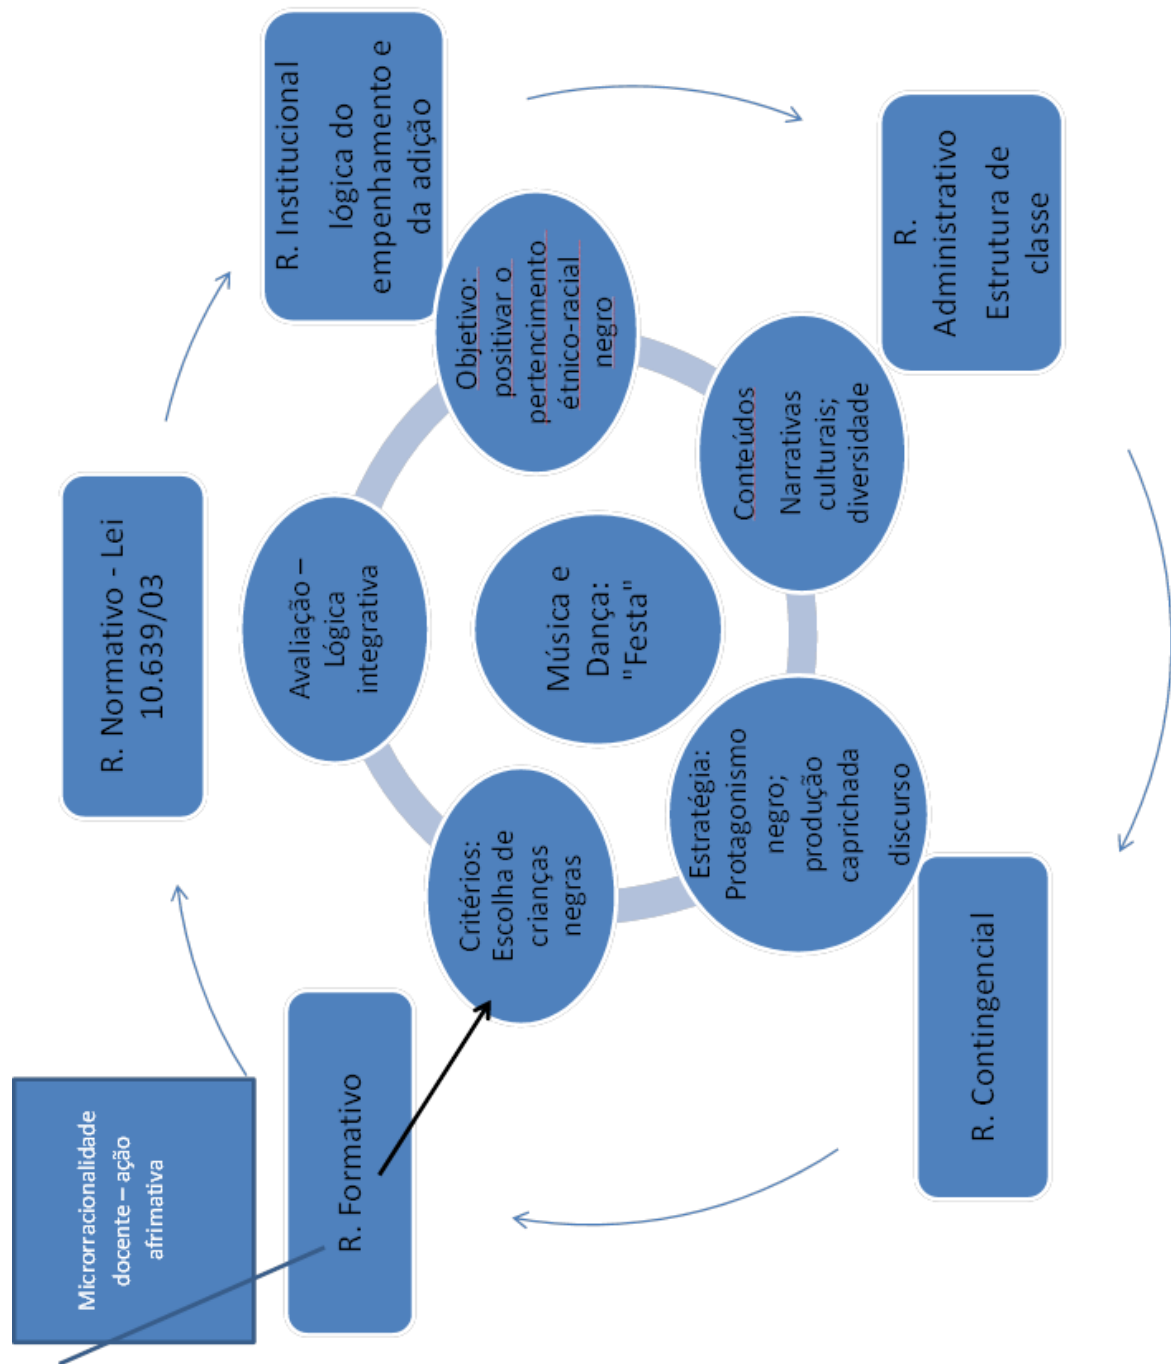 Microrracionalidade
docente – ação
afrimativa
R. Normativo - Lei
10.639/03
R. Institucional
lógica do
empenhamento e
da adição
R. Formativo
Avaliação –
Lógica
integrativa
Critérios:
Escolha de
crianças
negras
Objetivo:
positivar o
pertencimento
étnico-racial
negro
Música e
Dança:
"Festa"
Estratégia:
Protagonismo
negro;
produção
caprichada
discurso
Conteúdos
Narrativas
culturais;
diversidade
R.
Administrativo
Estrutura de
classe
R. Contingencial